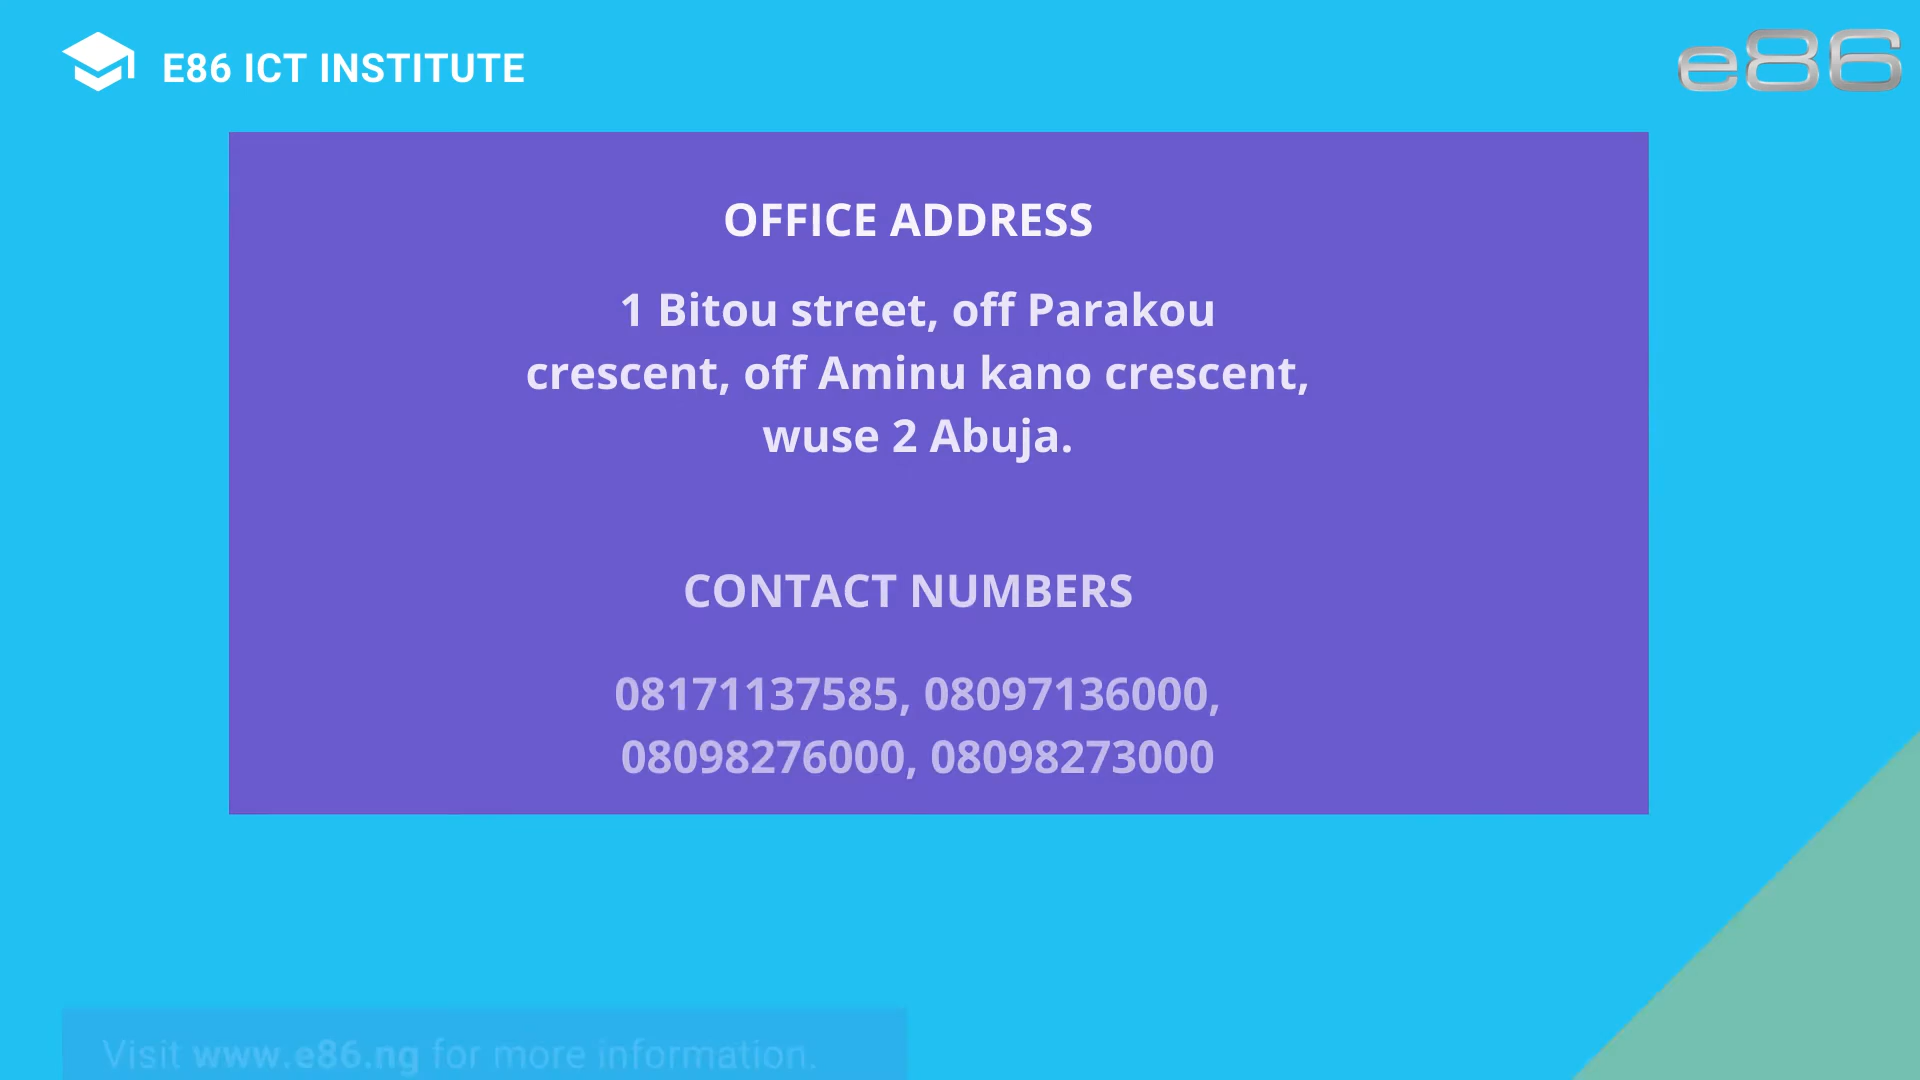 E86 ICT INSTITUTE
e86
OFFICE ADDRESS
1 Bitou street, off Parakou
crescent, off Aminu kano crescent,
wuse 2 Abuja.
CONTACT NUMBERS
08171137585, 08097136000,
08098276000, 08098273000
Visit www.e86.ng for more information.